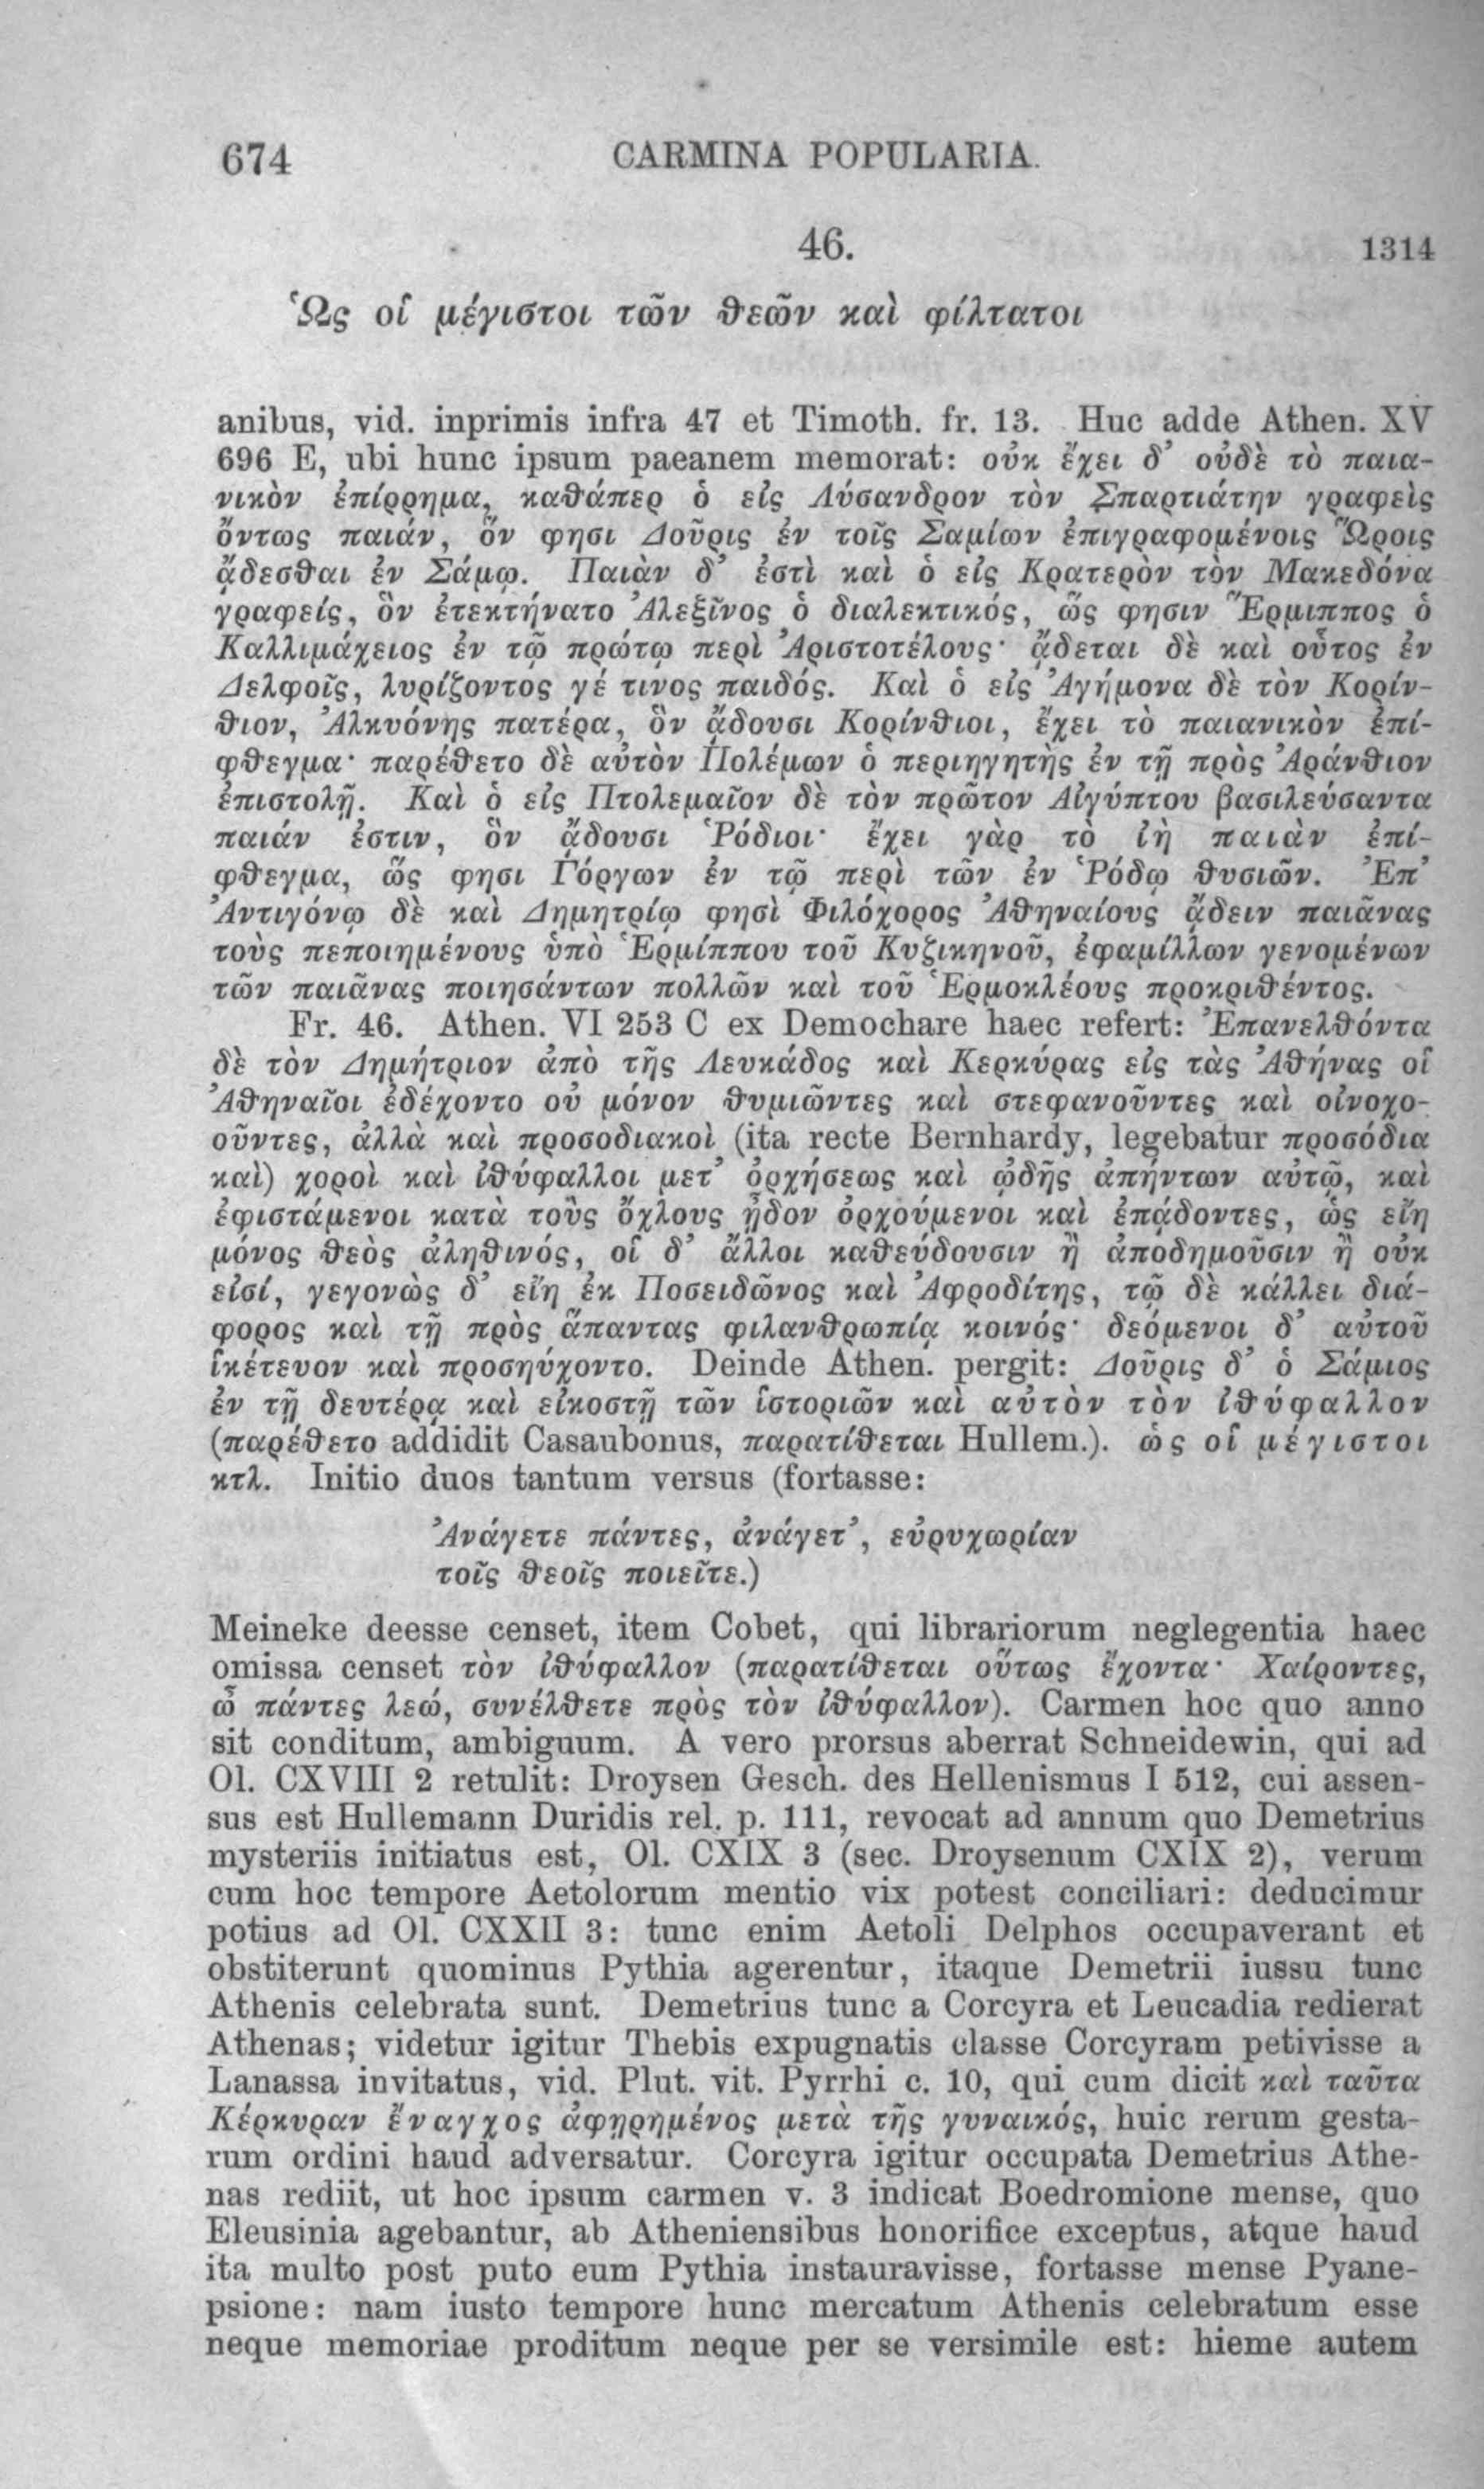 674
CARMINA POPULARIA.
46.
1314
Ὡς οἱ μέγιστοι τῶν θεῶν καὶ φίλτατοι
anibus, vid. inprimis infra 47 et Timoth. fr. 13. Huc adde Athen. XV
696 E, ubi hunc ipsum paeanem memorat: οὐκ ἔχει δ᾽ οὐδὲ τὸ παια-
νικὸν ἐπίρρημα, καθάπερ ὁ εἰς Λύσανδρον τὸν Σπαρτιάτην γραφεὶς
ὄντως παιάν, ὅν φησι Δοῦρις ἐν τοῖς Σαμίων ἐπιγραφομένοις Ὥροις
ᾄδεσθαι ἐν Σάμῳ. Παιὰν δ᾽ ἐστὶ καὶ ὁ εἰς Κρατερὸν τὸν Μακεδόνα
γραφείς, ὃν ἐτεκτήνατο Ἀλεξῖνος ὁ διαλεκτικός, ὥς φησιν Ἕρμιππος ὁ
Καλλιμάχειος ἐν τῷ πρώτῳ περὶ Ἀριστοτέλους· ᾄδεται δὲ καὶ οὗτος ἐν
Δελφοῖς, λυρίζοντος γέ τινος παιδός. Καὶ ὁ εἰς Ἀγήμονα δὲ τὸν Κορίν-
θιον, Ἀλκυόνης πατέρα, ὃν ᾄδουσι Κορίνθιοι, ἔχει τὸ παιανικὸν ἐπί-
φθεγμα· παρέθετο δὲ αὐτὸν Πολέμων ὁ περιηγητὴς ἐν τῇ πρὸς Ἀράνθιον
ἐπιστολῇ. Καὶ ὁ εἰς Πτολεμαῖον δὲ τὸν πρῶτον Αἰγύπτου βασιλεύσαντα
παιάν ἐστιν, ὃν ᾄδουσι Ῥόδιοι· ἔχει γὰρ τὸ ἰὴ παιὰν ἐπί-
φθεγμα, ὥς φησι Γόργων ἐν τῷ περὶ τῶν ἐν Ῥόδῳ θυσιῶν. Ἐπ᾽
Ἀντιγόνῳ δὲ καὶ Δημητρίῳ φησὶ Φιλόχορος Ἀθηναίους ᾄδειν παιᾶνας
τοὺς πεποιημένους ὑπὸ Ἑρμίππου τοῦ Κυζικηνοῦ, ἐφαμίλλων γενομένων
τῶν παιᾶνας ποιησάντων πολλῶν καὶ τοῦ Ἑρμοκλέους προκριθέντος.
Fr. 46. Athen. VI 253 C ex Demochare haec refert: Ἐπανελθόντα
δὲ τὸν Δημήτριον ἀπὸ τῆς Λευκάδος καὶ Κερκύρας εἰς τὰς Ἀθήνας οἱ
Ἀθηναῖοι ἐδέχοντο οὐ μόνον θυμιῶντες καὶ στεφανοῦντες καὶ οἰνοχο-
οῦντες, ἀλλὰ καὶ προσοδιακοὶ (ita recte Bernhardy, legebatur προσόδια
καὶ) χοροὶ καὶ ἰθύφαλλοι μετ᾽ ὀρχήσεως καὶ ᾠδῆς ἀπήντων αὐτῷ, καὶ
ἐφιστάμενοι κατὰ τοὺς ὄχλους ᾖδον ὀρχούμενοι καὶ ἐπᾴδοντες, ὡς εἴη
μόνος θεὸς ἀληθινός, οἱ δ᾽ ἄλλοι καθεύδουσιν ἢ ἀποδημοῦσιν ἢ οὐκ
εἰσί, γεγονὼς δ᾽ εἴη ἐκ Ποσειδῶνος καὶ Ἀφροδίτης, τῷ δὲ κάλλει διά-
φορος καὶ τῇ πρὸς ἅπαντας φιλανθρωπίᾳ κοινός· δεόμενοι δ᾽ αὐτοῦ
ἱκέτευον καὶ προσηύχοντο. Deinde Athen. pergit: Δοῦρις δ᾽ ὁ Σάμιος
ἐν τῇ δευτέρᾳ καὶ εἰκοστῇ τῶν ἱστοριῶν καὶ αὐτὸν τὸν ἰθύφαλλον
(παρέθετο addidit Casaubonus, παρατίθεται Hullem.). ὡς οἱ μέγιστοι
κτλ. Initio duos tantum versus (fortasse:
Ἀνάγετε πάντες, ἀνάγετ᾽, εὐρυχωρίαν
τοῖς θεοῖς ποιεῖτε.)
Meineke deesse censet, item Cobet, qui librariorum neglegentia haec
omissa censet τὸν ἰθύφαλλον (παρατίθεται οὕτως ἔχοντα· Χαίροντες,
ὦ πάντες λεώ, συνέλθετε πρὸς τὸν ἰθύφαλλον). Carmen hoc quo anno
sit conditum, ambiguum. A vero prorsus aberrat Schneidewin, qui ad
Ol. CXVIII 2 retulit: Droysen Gesch. des Hellenismus I 512, cui assen-
sus est Hullemann Duridis rel. p. 111, revocat ad annum quo Demetrius
mysteriis initiatus est, Ol. CXIX 3 (sec. Droysenum CXIX 2), verum
cum hoc tempore Aetolorum mentio vix potest conciliari: deducimur
potius ad Ol. CXXII 3: tunc enim Aetoli Delphos occupaverant et
obstiterunt quominus Pythia agerentur, itaque Demetrii iussu tunc
Athenis celebrata sunt. Demetrius tunc a Corcyra et Leucadia redierat
Athenas; videtur igitur Thebis expugnatis classe Corcyram petivisse a
Lanassa invitatus, vid. Plut. vit. Pyrrhi c. 10, qui cum dicit καὶ ταῦτα
Κέρκυραν ἔναγχος ἀφῃρημένος μετὰ τῆς γυναικός, huic rerum gesta-
rum ordini haud adversatur. Corcyra igitur occupata Demetrius Athe-
nas rediit, ut hoc ipsum carmen v. 3 indicat Boedromione mense, quo
Eleusinia agebantur, ab Atheniensibus honorifice exceptus, atque haud
ita multo post puto eum Pythia instauravisse, fortasse mense Pyane-
psione: nam iusto tempore hunc mercatum Athenis celebratum esse
neque memoriae proditum neque per se versimile est: hieme autem